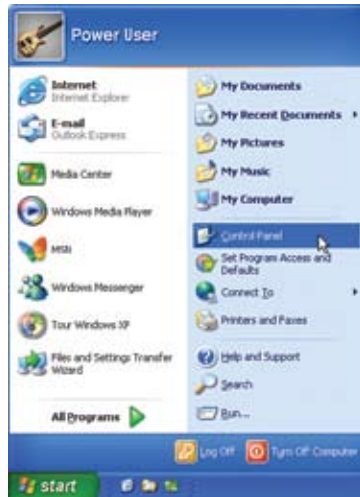 Power User
Internet
Internet Explorer
E-mail
Outlook Express
Media Center
Windows Media Player
MSN
Windows Messenger
Tour Windows XP
Files and Settings Transfer
Wizard
All Programs
My Documents
My Recent Documents
My Pictures
My Music
My Computer
Control Panel
Set Program Access and
Defaults
Connect To
Printers and Faxes
Help and Support
Search
Run...
Log Off
Turn Off Computer
start